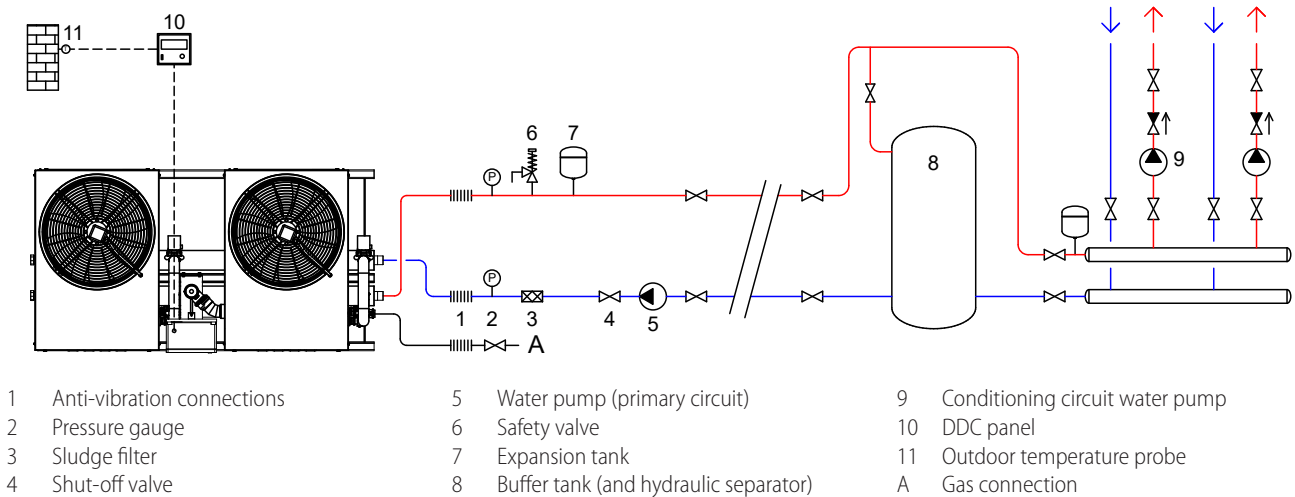 11
10
6
7
P
8
9
P
1
2
3
4
5
A
1 Anti-vibration connections
2 Pressure gauge
3 Sludge filter
4 Shut-off valve
5 Water pump (primary circuit)
6 Safety valve
7 Expansion tank
8 Buffer tank (and hydraulic separator)
9 Conditioning circuit water pump
10 DDC panel
11 Outdoor temperature probe
A Gas connection